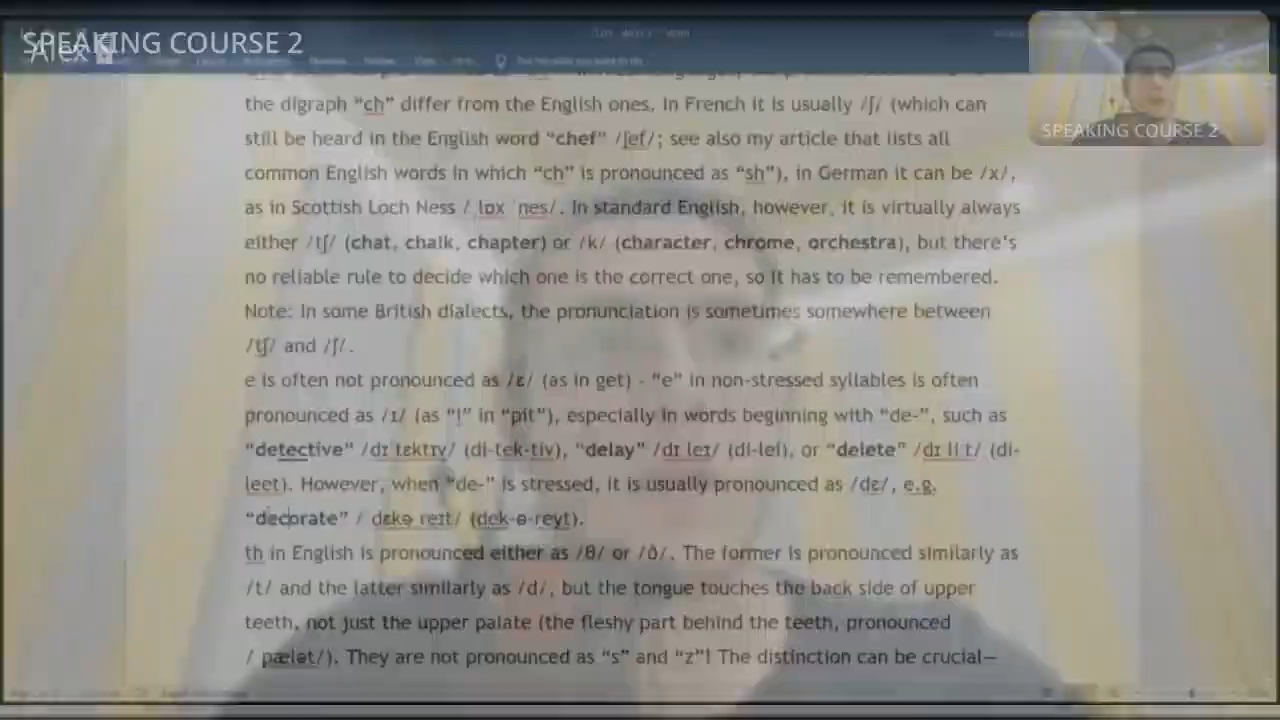 SPEAKING COURSE 2
Alex
SPEAKING COURSE 2
the digraph “ch” differ from the English ones. In French it is usually /ʃ/ (which can
still be heard in the English word “chef” /ʃef/; see also my article that lists all
common English words in which “ch” is pronounced as “sh”), in German it can be /x/,
as in Scottish Loch Ness / lɒx ˈnes/. In standard English, however, it is virtually always
either /tʃ/ (chat, chalk, chapter) or /k/ (character, chrome, orchestra), but there’s
no reliable rule to decide which one is the correct one, so it has to be remembered.
Note: In some British dialects, the pronunciation is sometimes somewhere between
/tʃ/ and /ʃ/.
e is often not pronounced as /ɛ/ (as in get) - “e” in non-stressed syllables is often
pronounced as /ɪ/ (as “i” in “pit”), especially in words beginning with “de-”, such as
“detective” /dɪˈtɛktɪv/ (di-tek-tiv), “delay” /dɪˈleɪ/ (di-lei), or “delete” /dɪˈliːt/ (di-
leet). However, when “de-” is stressed, it is usually pronounced as /dɛ/, e.g.
“decorate” /ˈdɛkəˌreɪt/ (dek-ə-reyt).
th in English is pronounced either as /θ/ or /ð/. The former is pronounced similarly as
/t/ and the latter similarly as /d/, but the tongue touches the back side of upper
teeth, not just the upper palate (the fleshy part behind the teeth, pronounced
/ˈpælət/). They are not pronounced as “s” and “z”! The distinction can be crucial—